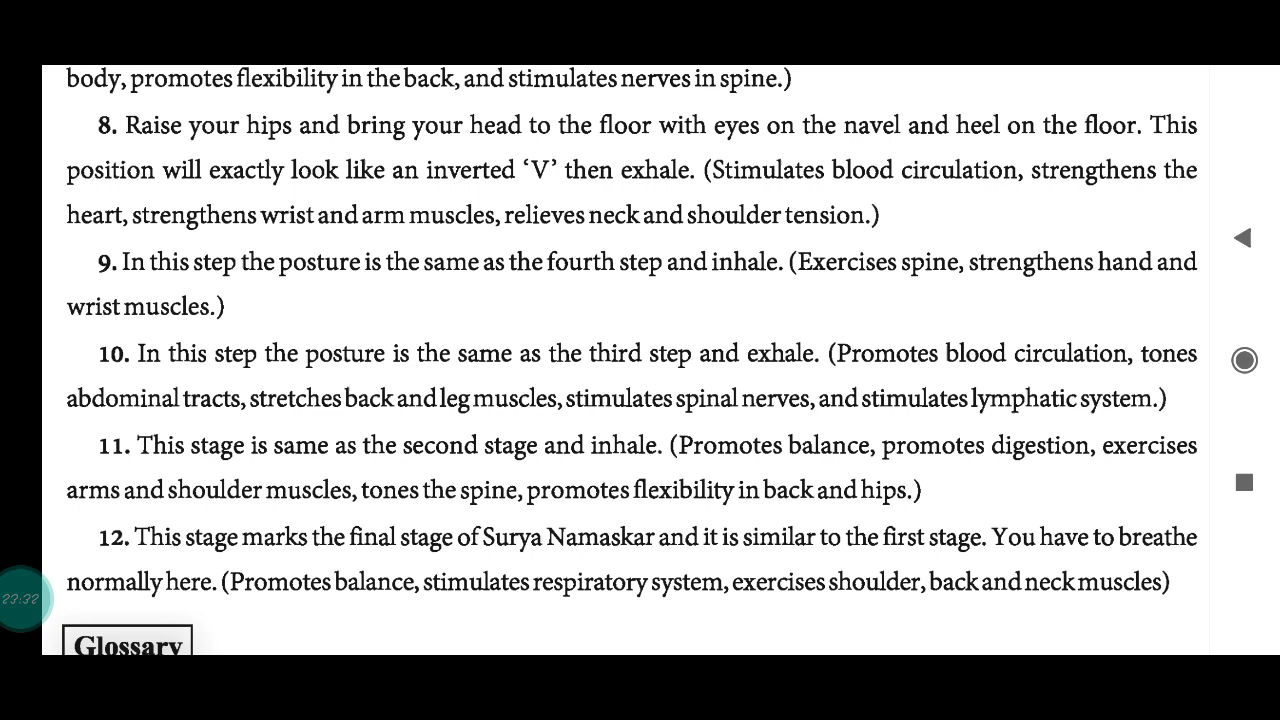 body, promotes flexibility in the back, and stimulates nerves in spine.)
8. Raise your hips and bring your head to the floor with eyes on the navel and heel on the floor. This
position will exactly look like an inverted ‘V’ then exhale. (Stimulates blood circulation, strengthens the
heart, strengthens wrist and arm muscles, relieves neck and shoulder tension.)
9. In this step the posture is the same as the fourth step and inhale. (Exercises spine, strengthens hand and
wrist muscles.)
10. In this step the posture is the same as the third step and exhale. (Promotes blood circulation, tones
abdominal tracts, stretches back and leg muscles, stimulates spinal nerves, and stimulates lymphatic system.)
11. This stage is same as the second stage and inhale. (Promotes balance, promotes digestion, exercises
arms and shoulder muscles, tones the spine, promotes flexibility in back and hips.)
12. This stage marks the final stage of Surya Namaskar and it is similar to the first stage. You have to breathe
normally here. (Promotes balance, stimulates respiratory system, exercises shoulder, back and neck muscles)
23:32
Glossary